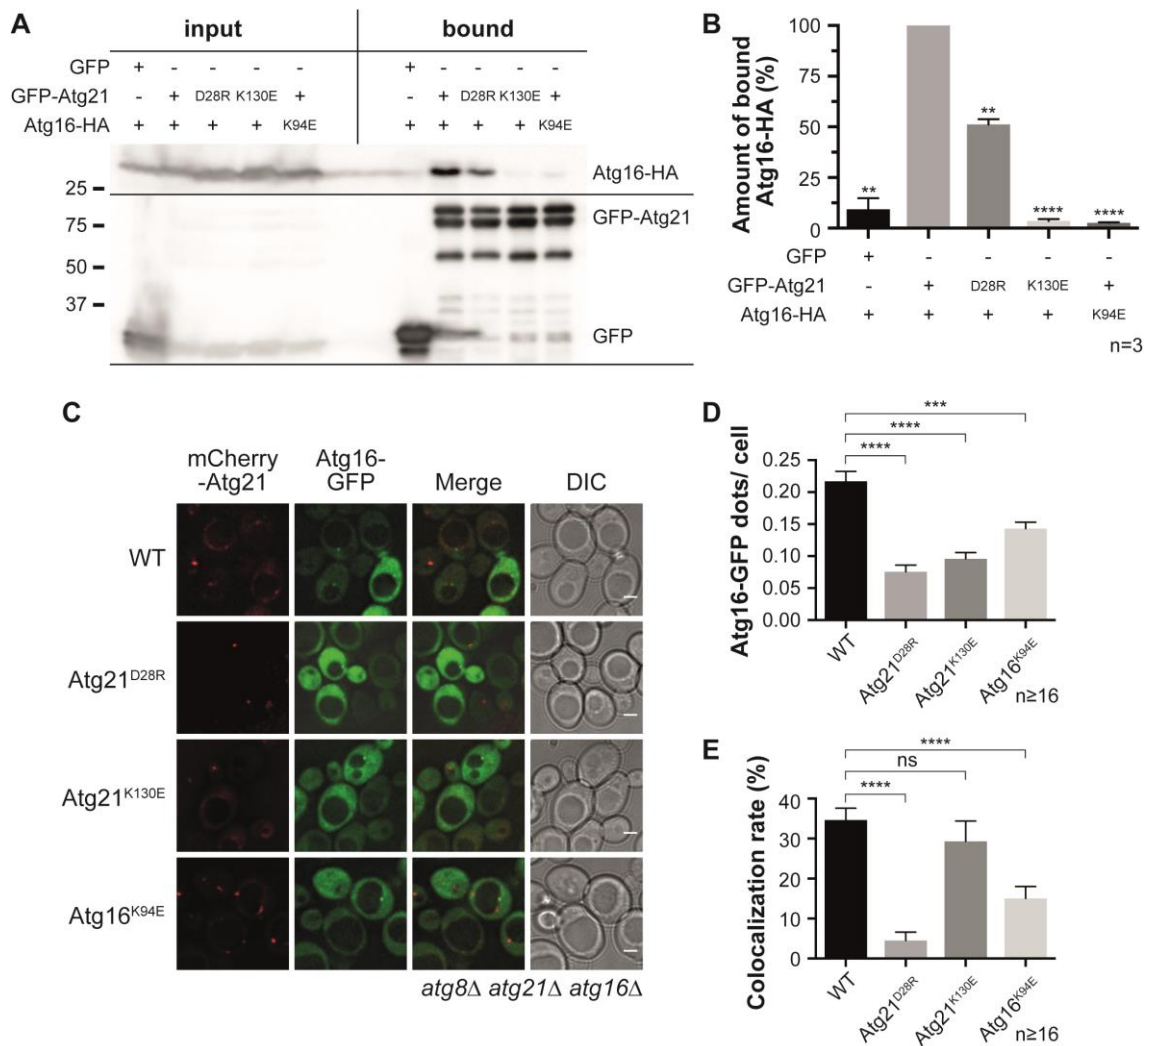 A
input bound
GFP + - - - - + - - - -
GFP-Atg21 - + D28R K130E + - + D28R K130E +
Atg16-HA + + + + K94E + + + + K94E
Atg16-HA
25
GFP-Atg21
75
50
37
GFP
B
Amount of bound
Atg16-HA (%)
100
75
50
25
0
** ** **** ****
GFP + - - - -
GFP-Atg21 - + D28R K130E +
Atg16-HA + + + + K94E
n=3
C
mCherry
-Atg21
Atg16-
GFP
Merge
DIC
WT
Atg21D28R
Atg21K130E
Atg16K94E
atg8Δ atg21Δ atg16Δ
D
Atg16-GFP dots/ cell
***
****
****
0.25
0.20
0.15
0.10
0.05
0.00
WT
Atg21D28R
Atg21K130E
Atg16K94E
n≥16
E
Colocalization rate (%)
****
ns
****
40
30
20
10
0
WT
Atg21D28R
Atg21K130E
Atg16K94E
n≥16